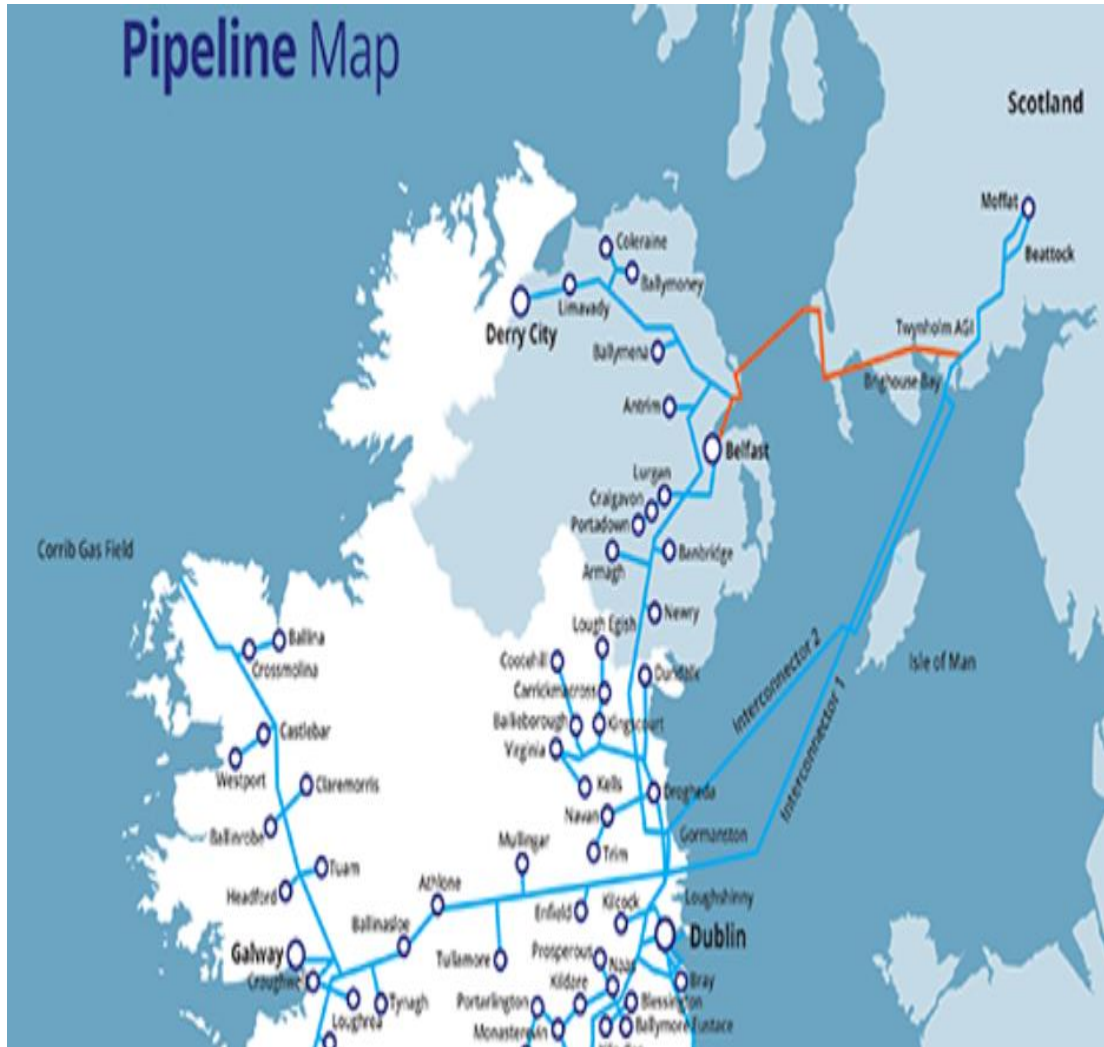 Pipeline Map
Scotland
Moffat
Beattock
Coleraine
Ballymoney
Limavady
Derry City
Twynholm AGI
Ballymena
Brighouse Bay
Antrim
Belfast
Lurgan
Craigavon
Portadown
Corrib Gas Field
Banbridge
Armagh
Newry
Lough Egish
Ballina
Cootehill
Crossmolina
Isle of Man
Dundalk
Carrickmacross
Interconnector 2
Bailieborough
Kingscourt
Castlebar
Virginia
Interconnector 1
Westport
Claremorris
Kells
Drogheda
Navan
Ballinrobe
Gormanston
Mullingar
Trim
Tuam
Athlone
Headford
Loughshinny
Kilcock
Enfield
Ballinasloe
Dublin
Galway
Prosperous
Tullamore
Naas
Croughwell
Kildare
Bray
Portarlington
Blessington
Tynagh
Loughrea
Monasterevin
Ballymore Eustace